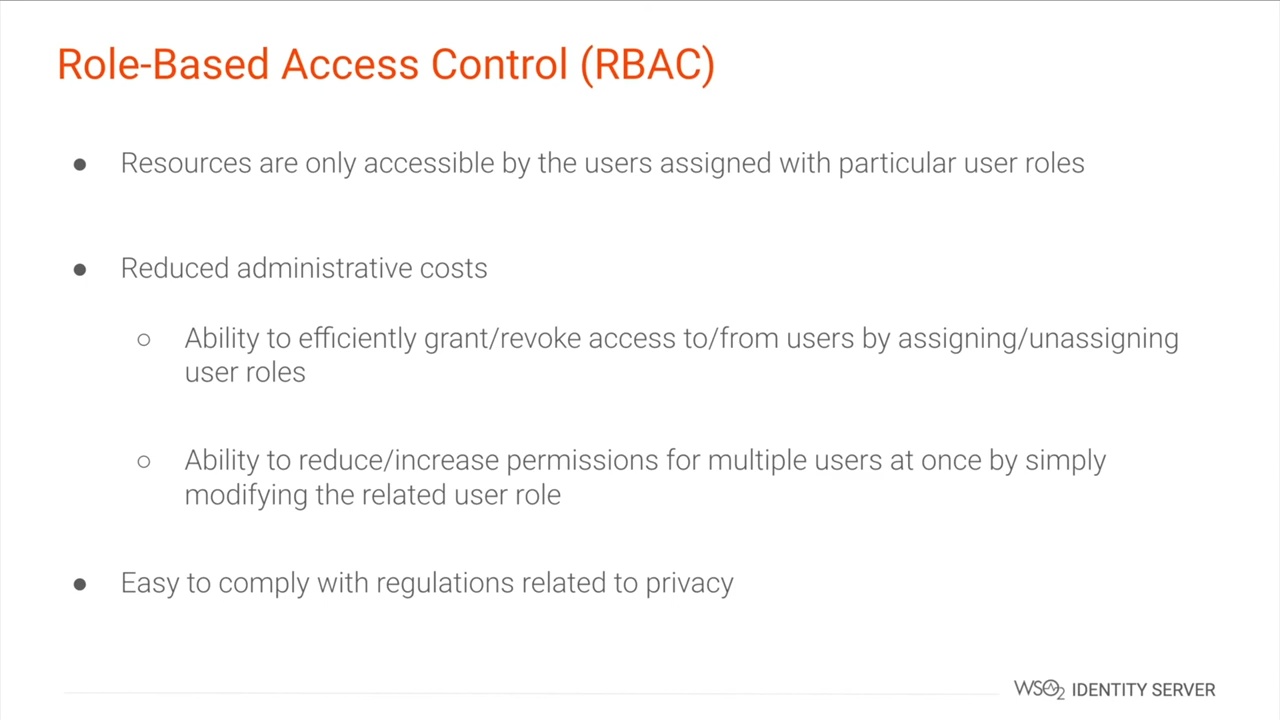 Role-Based Access Control (RBAC)
● Resources are only accessible by the users assigned with particular user roles
● Reduced administrative costs
○ Ability to efficiently grant/revoke access to/from users by assigning/unassigning
user roles
○ Ability to reduce/increase permissions for multiple users at once by simply
modifying the related user role
● Easy to comply with regulations related to privacy
WSO2 IDENTITY SERVER